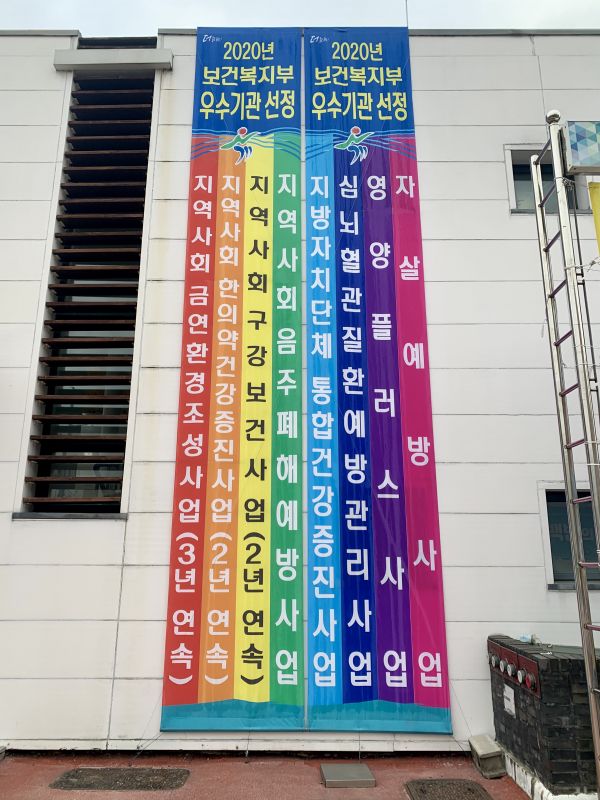 2020년
보건복지부
우수기관 선정
지역사회 금연환경조성사업(3년 연속)
지역사회 한의약건강증진사업(2년 연속)
지역사회구강보건사업(2년 연속)
지역사회음주폐해예방사업
2020년
보건복지부
우수기관 선정
지방자치단체 통합건강증진사업
심뇌혈관질환예방관리사업
영양플러스사업
자살예방사업